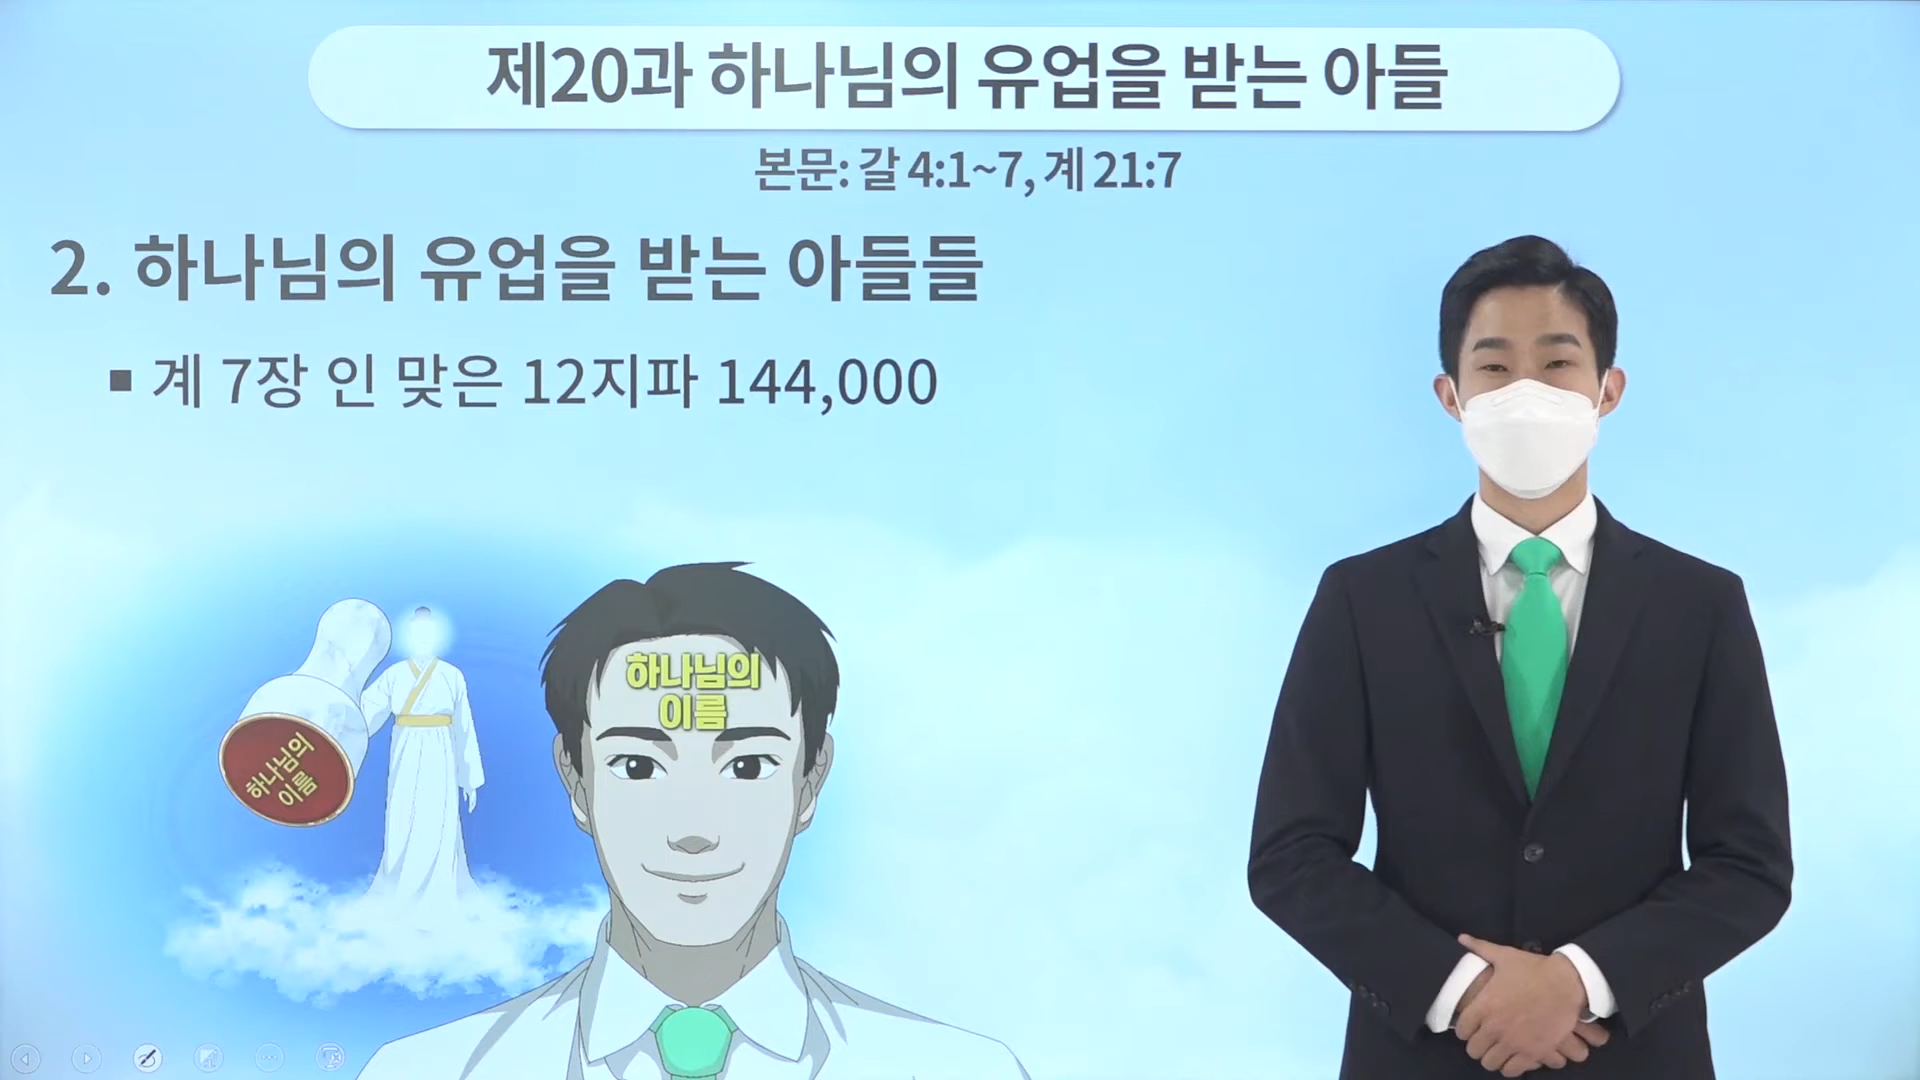 제20과 하나님의 유업을 받는 아들
본문: 갈 4:1~7, 계 21:7
2. 하나님의 유업을 받는 아들들
▪ 계 7장 인 맞은 12지파 144,000
하나님의
이름
하나님의
이름